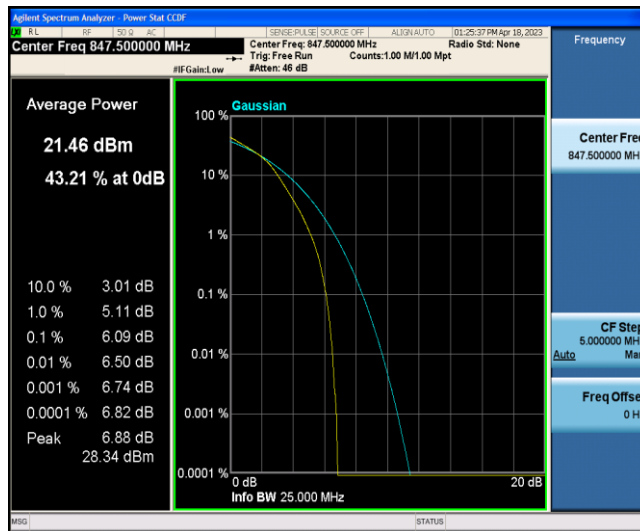 Agilent Spectrum Analyzer - Power Stat CCDF
RL RF 50 Ω AC SENSE:PULSE SOURCE OFF ALIGNAUTO 01:25:37 PM Apr 18, 2023
Center Freq 847.500000 MHz
Center Freq: 847.500000 MHz Radio Std: None
Trig: Free Run Counts:1.00 M/1.00 Mpt
#IFGain:Low #Atten: 46 dB
Average Power
21.46 dBm
43.21 % at 0dB
10.0 % 3.01 dB
1.0 % 5.11 dB
0.1 % 6.09 dB
0.01 % 6.50 dB
0.001 % 6.74 dB
0.0001 % 6.82 dB
Peak 6.88 dB
28.34 dBm
Gaussian
100 %
10 %
1 %
0.1 %
0.01 %
0.001 %
0.0001 %
0 dB 20 dB
Info BW 25.000 MHz
Frequency
Center Fre
847.500000 MH
CF Step
5.000000 MH
Auto Ma
Freq Offse
0 H
MSG STATUS